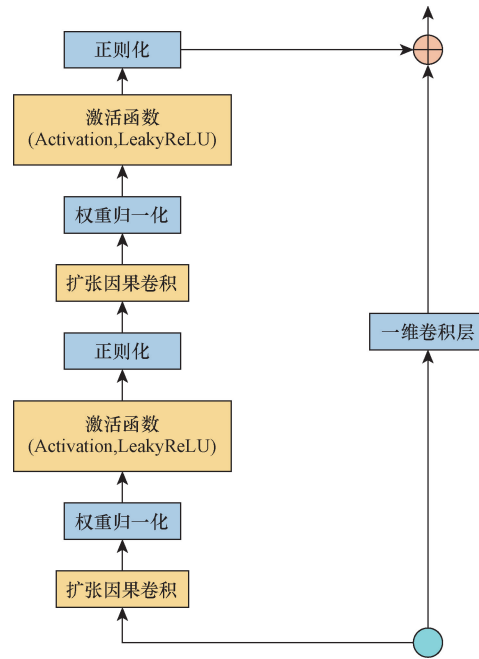 正则化
激活函数
(Activation,LeakyReLU)
权重归一化
扩张因果卷积
正则化
一维卷积层
激活函数
(Activation,LeakyReLU)
权重归一化
扩张因果卷积